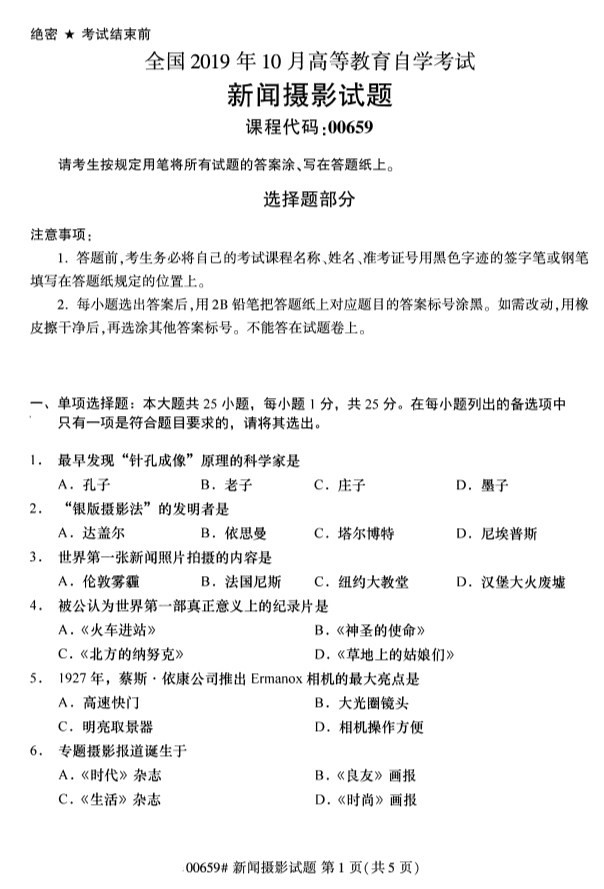 绝密 ★ 考试结束前
全国 2019 年 10 月高等教育自学考试
新闻摄影试题
课程代码:00659
请考生按规定用笔将所有试题的答案涂、写在答题纸上。
选择题部分
注意事项:
1. 答题前,考生务必将自己的考试课程名称、姓名、准考证号用黑色字迹的签字笔或钢笔
填写在答题纸规定的位置上。
2. 每小题选出答案后,用 2B 铅笔把答题纸上对应题目的答案标号涂黑。如需改动,用橡
皮擦干净后,再选涂其他答案标号。不能答在试题卷上。
一、单项选择题：本大题共 25 小题，每小题 1 分，共 25 分。在每小题列出的备选项中
只有一项是符合题目要求的，请将其选出。
1． 最早发现“针孔成像”原理的科学家是
A．孔子 B．老子 C．庄子 D．墨子
2． “银版摄影法”的发明者是
A．达盖尔 B．依思曼 C．塔尔博特 D．尼埃普斯
3． 世界第一张新闻照片拍摄的内容是
A．伦敦雾霾 B．法国尼斯 C．纽约大教堂 D．汉堡大火废墟
4． 被公认为世界第一部真正意义上的纪录片是
A．《火车进站》 B．《神圣的使命》
C．《北方的纳努克》 D．《草地上的姑娘们》
5． 1927 年，蔡斯·依康公司推出 Ermanox 相机的最大亮点是
A．高速快门 B．大光圈镜头
C．明亮取景器 D．相机操作方便
6． 专题摄影报道诞生于
A．《时代》杂志 B．《良友》画报
C．《生活》杂志 D．《时尚》画报
00659# 新闻摄影试题 第 1 页(共 5 页)